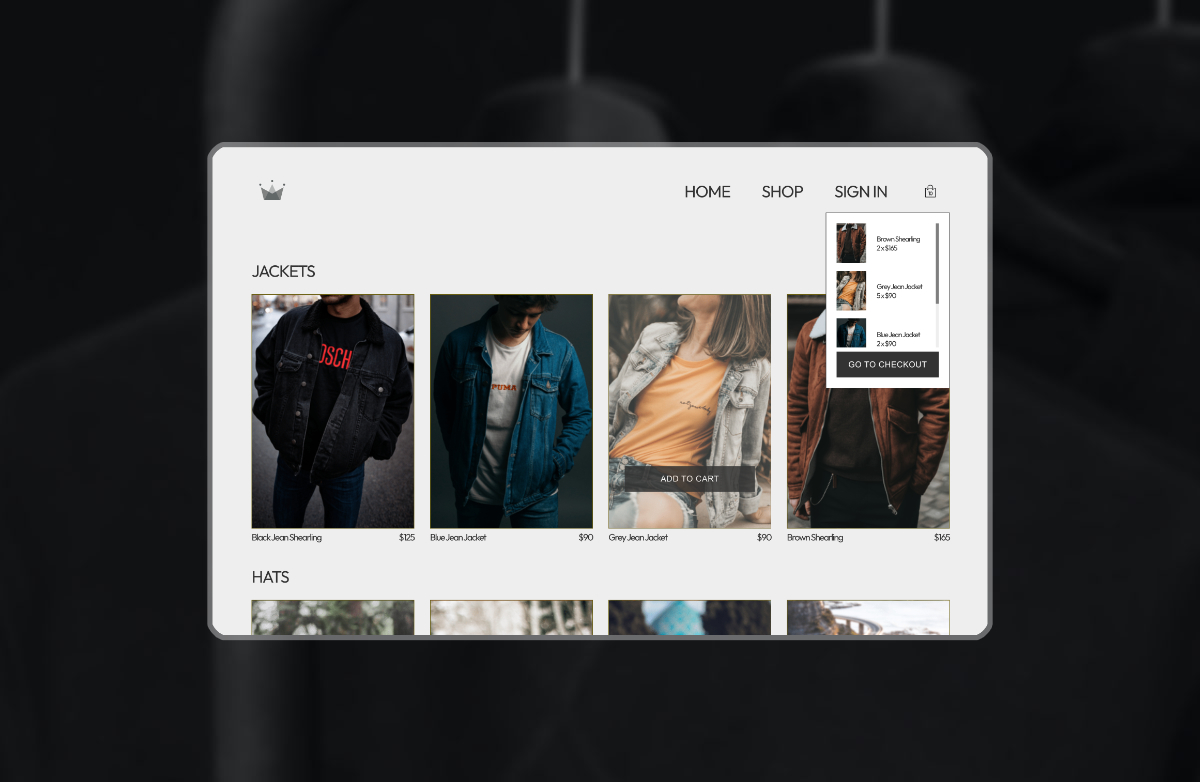 HOME SHOP SIGN IN
Brown Shearling
2 x $165
Grey Jean Jacket
5 x $90
Blue Jean Jacket
2 x $90
GO TO CHECKOUT
JACKETS
OSCH
PUMA
ADD TO CART
Black Jean Shearling $125
Blue Jean Jacket $90
Grey Jean Jacket $90
Brown Shearling $165
HATS